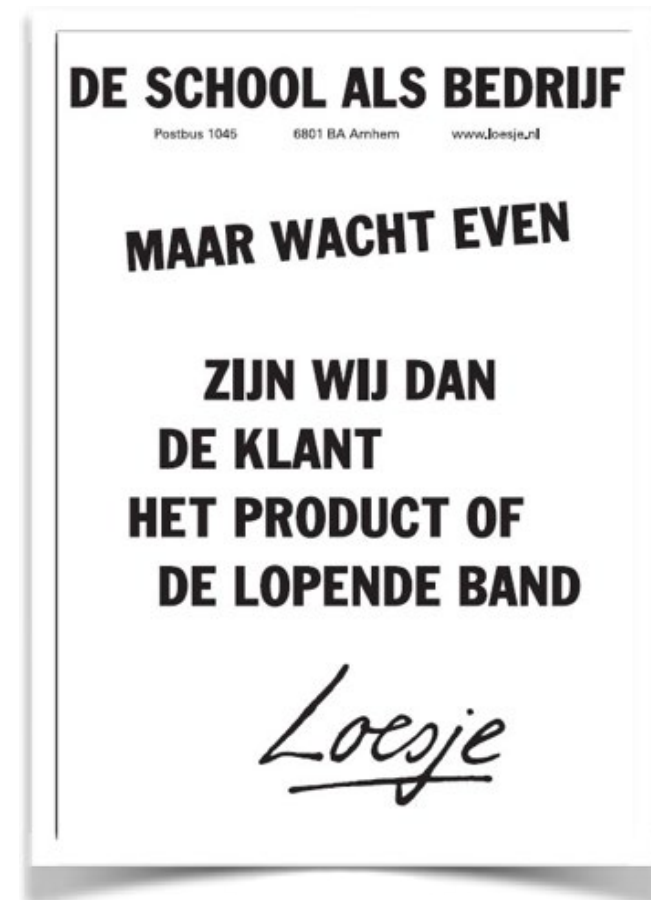 DE SCHOOL ALS BEDRIJF
Postbus 1045 6801 BA Arnhem www.loesje.nl
MAAR WACHT EVEN
ZIJN WIJ DAN
DE KLANT
HET PRODUCT OF
DE LOPENDE BAND
Loesje